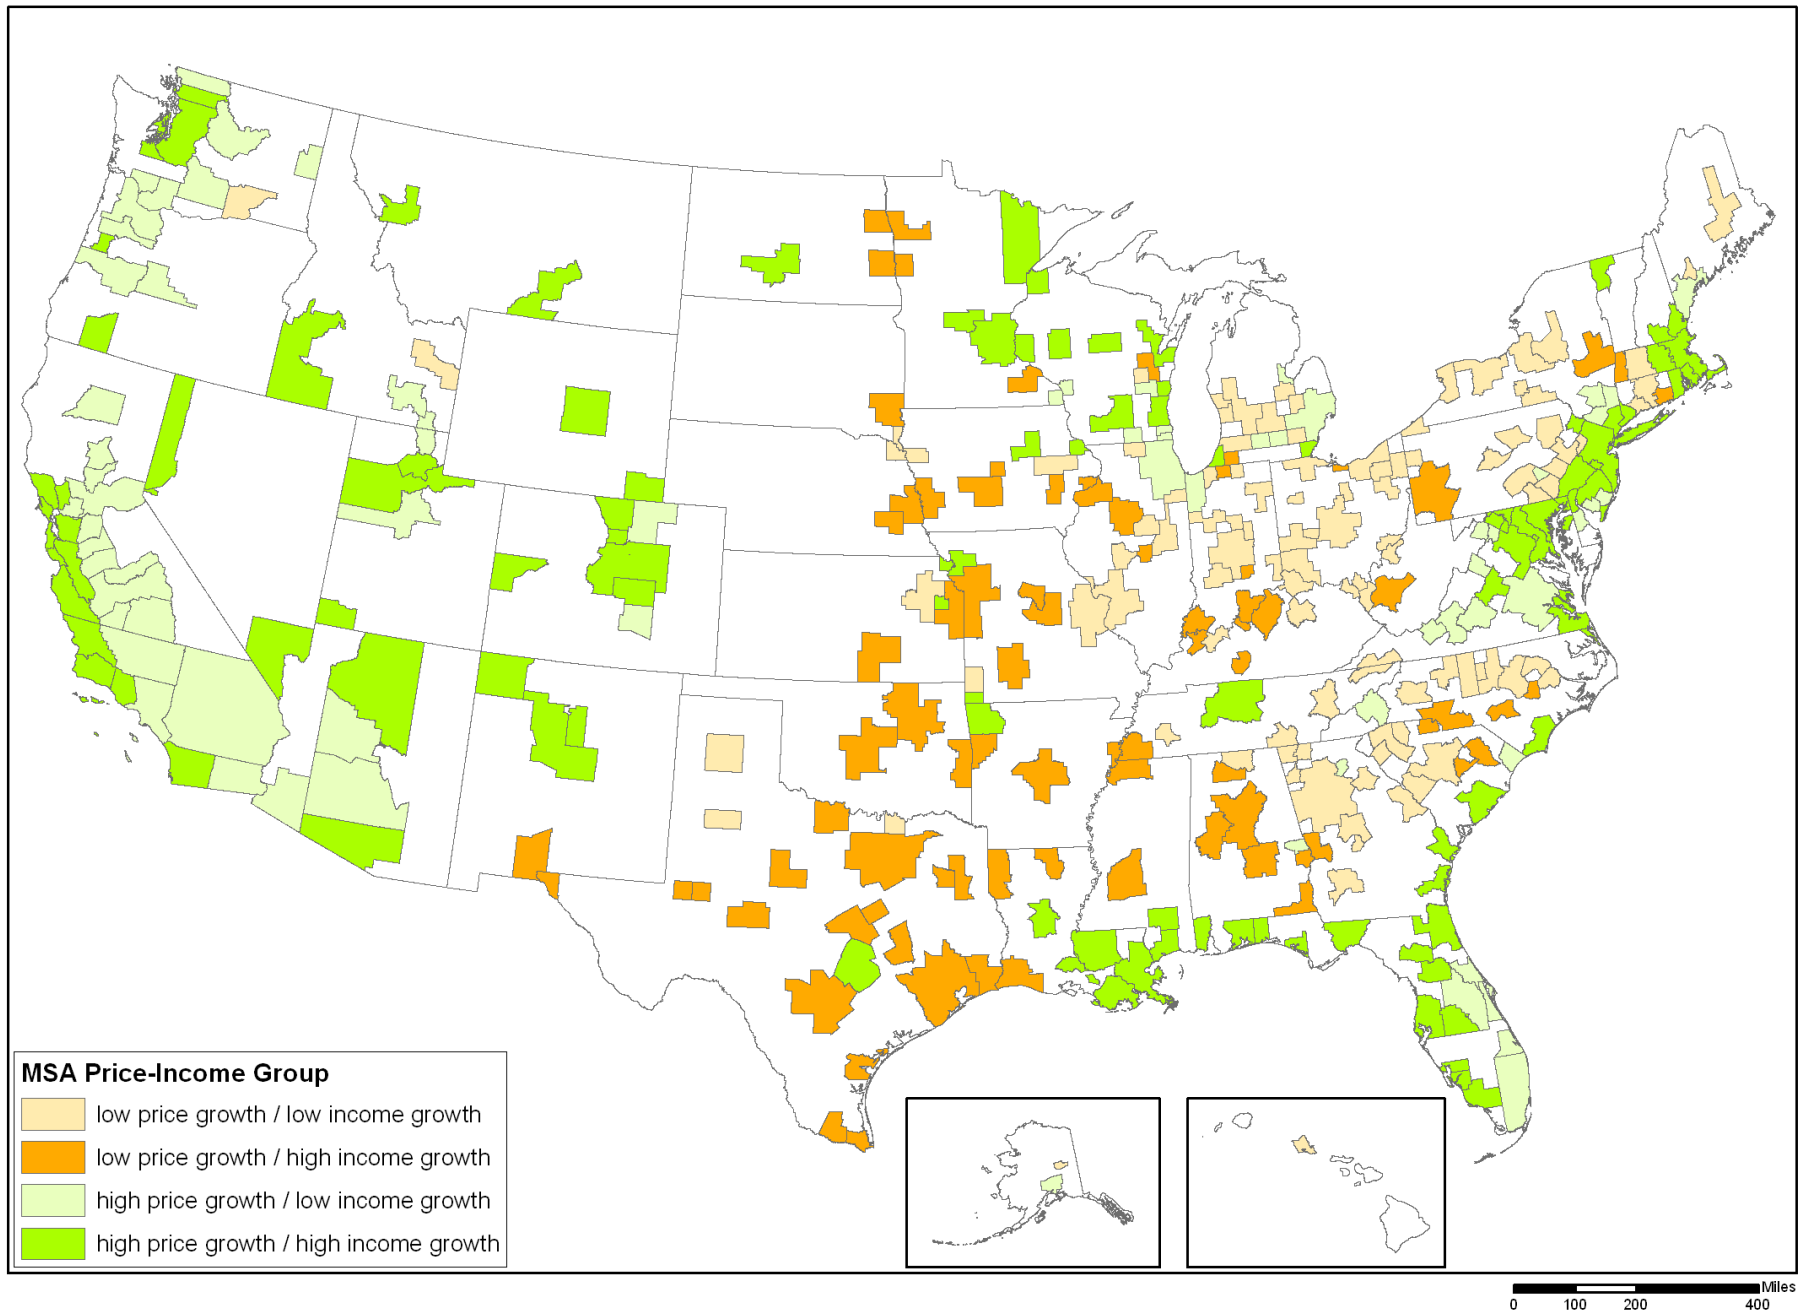 MSA Price-Income Group
low price growth / low income growth
low price growth / high income growth
high price growth / low income growth
high price growth / high income growth
Miles
0 100 200 400